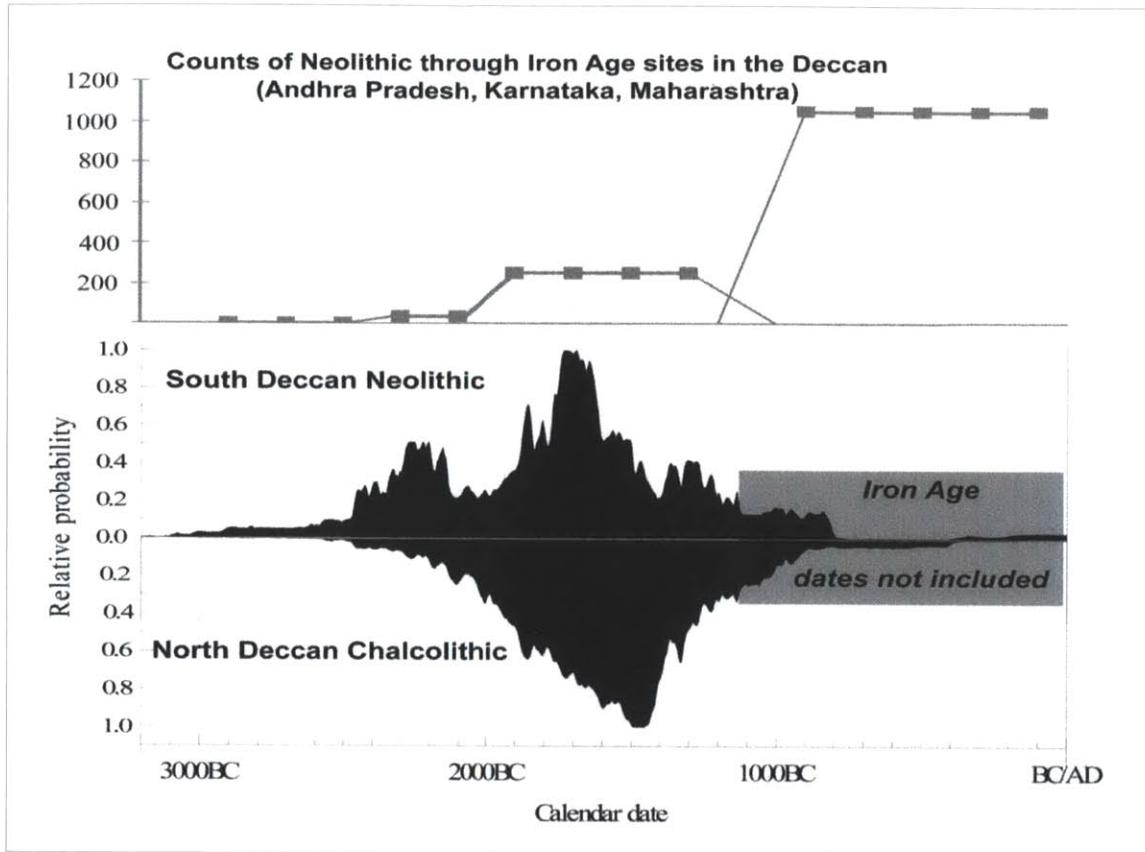 Counts of Neolithic through Iron Age sites in the Deccan
(Andhra Pradesh, Karnataka, Maharashtra)
1200
1000
800
600
400
200
1.0
0.8
0.6
0.4
0.2
0.0
0.2
0.4
0.6
0.8
1.0
Relative probability
South Deccan Neolithic
Iron Age
dates not included
North Deccan Chalcolithic
3000BC
2000BC
1000BC
BC/AD
Calendar date